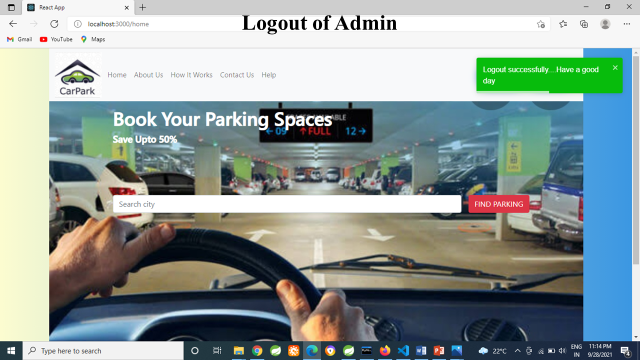 React App
Logout of Admin
localhost:3000/home
Gmail
YouTube
Maps
CarPark
Home
About Us
How It Works
Contact Us
Help
Logout successfully....Have a good
day
Book Your Parking Spaces
Save Upto 50%
← 09
↑ FULL
12 →
Search city
FIND PARKING
Type here to search
22°C
ENG
IN
11:14 PM
9/28/2021